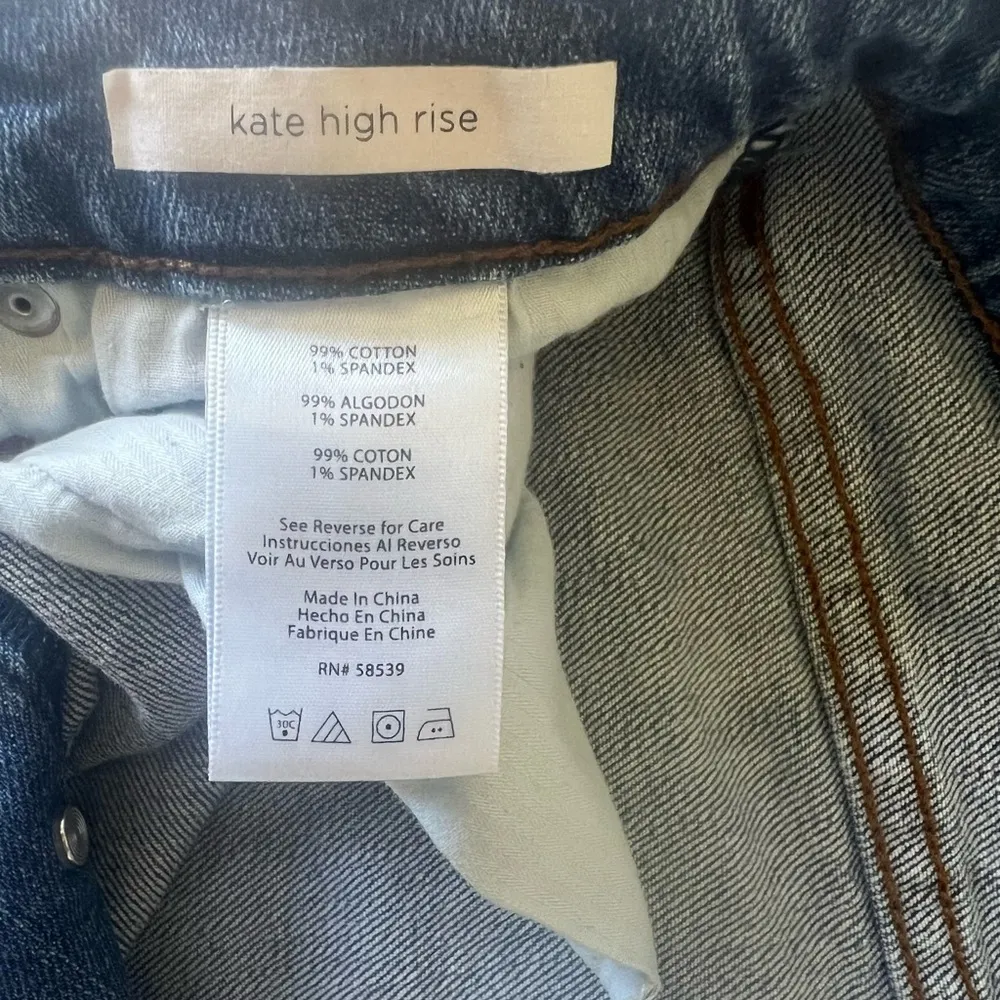 kate high rise
99% COTTON
1% SPANDEX
99% ALGODON
1% SPANDEX
99% COTON
1% SPANDEX
See Reverse for Care
Instrucciones Al Reverso
Voir Au Verso Pour Les Soins
Made In China
Hecho En China
Fabrique En Chine
RN# 58539
30C